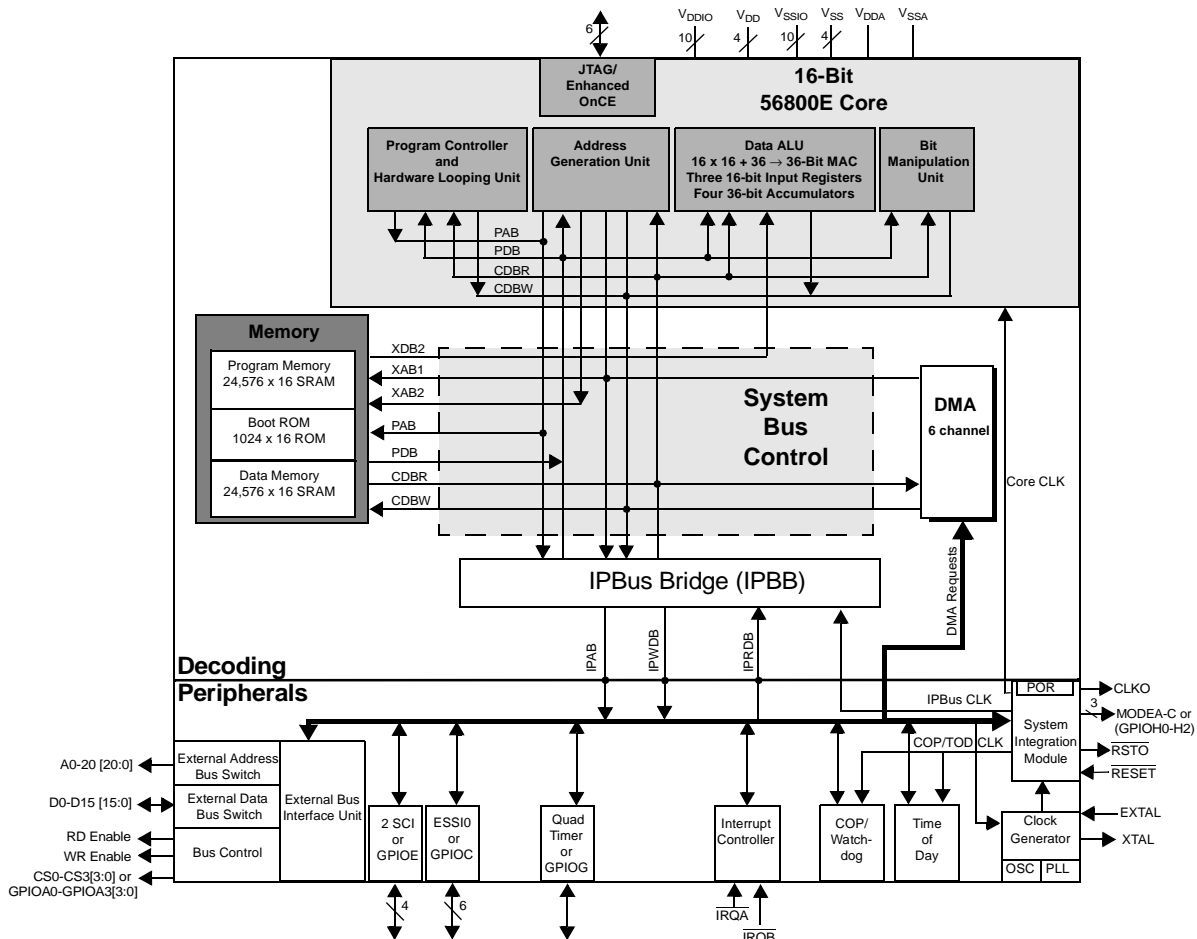 V_DDIO V_DD V_SSIO V_SS V_DDA V_SSA
6 10 4 10 4
JTAG/
Enhanced
OnCE
16-Bit
56800E Core
Program Controller
and
Hardware Looping Unit
Address
Generation Unit
Data ALU
16 x 16 + 36 → 36-Bit MAC
Three 16-bit Input Registers
Four 36-bit Accumulators
Bit
Manipulation
Unit
PAB
PDB
CDBR
CDBW
Memory
Program Memory
24,576 x 16 SRAM
Boot ROM
1024 x 16 ROM
Data Memory
24,576 x 16 SRAM
XDB2
XAB1
XAB2
PAB
PDB
CDBR
CDBW
System
Bus
Control
DMA
6 channel
Core CLK
IPBus Bridge (IPBB)
DMA Requests
IPAB
IPWDB
IPRDB
Decoding
Peripherals
IPBus CLK
POR
System
Integration
Module
COP/TOD CLK
CLKO
3
MODEA-C or
(GPIOH0-H2)
RSTO
RESET
EXTAL
XTAL
A0-20 [20:0]
D0-D15 [15:0]
RD Enable
WR Enable
CS0-CS3[3:0] or
GPIOA0-GPIOA3[3:0]
External Address
Bus Switch
External Data
Bus Switch
Bus Control
External Bus
Interface Unit
2 SCI
or
GPIOE
4
ESSI0
or
GPIOC
6
Quad
Timer
or
GPIOG
Interrupt
Controller
IRQA
IRQB
COP/
Watch-
dog
Time
of
Day
Clock
Generator
OSC PLL